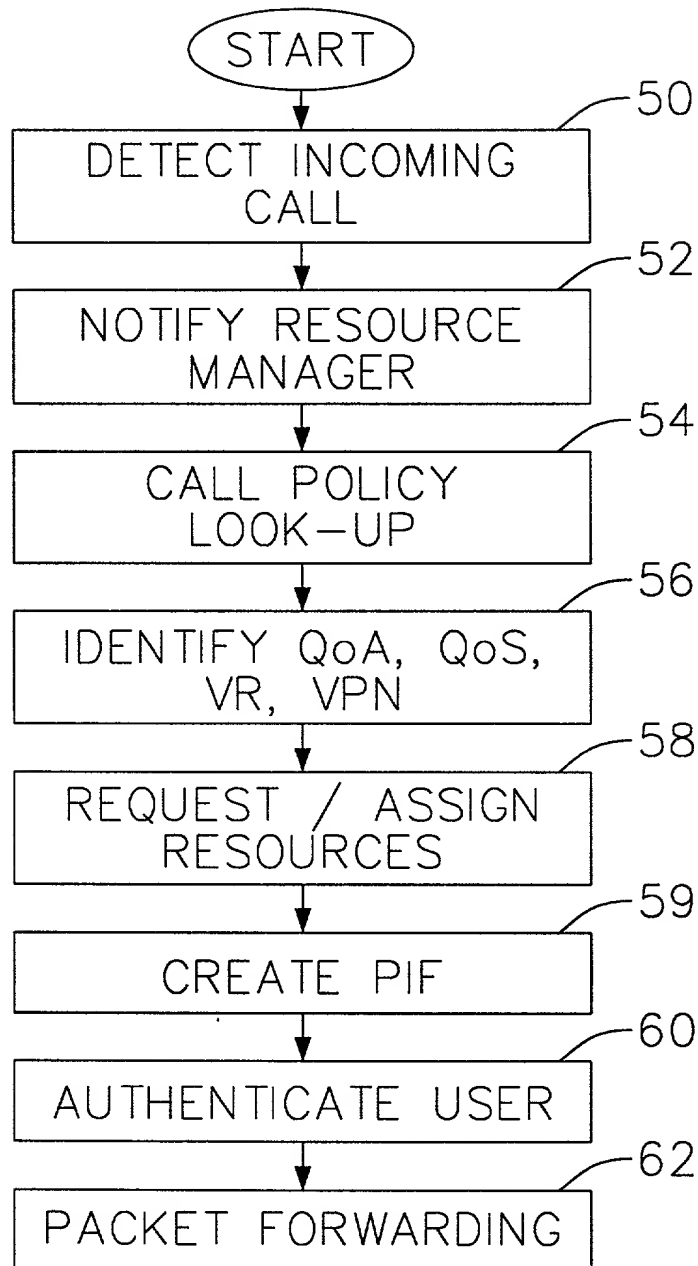 START
50
DETECT INCOMING
CALL
52
NOTIFY RESOURCE
MANAGER
54
CALL POLICY
LOOK-UP
56
IDENTIFY QoA, QoS,
VR, VPN
58
REQUEST / ASSIGN
RESOURCES
59
CREATE PIF
60
AUTHENTICATE USER
62
PACKET FORWARDING